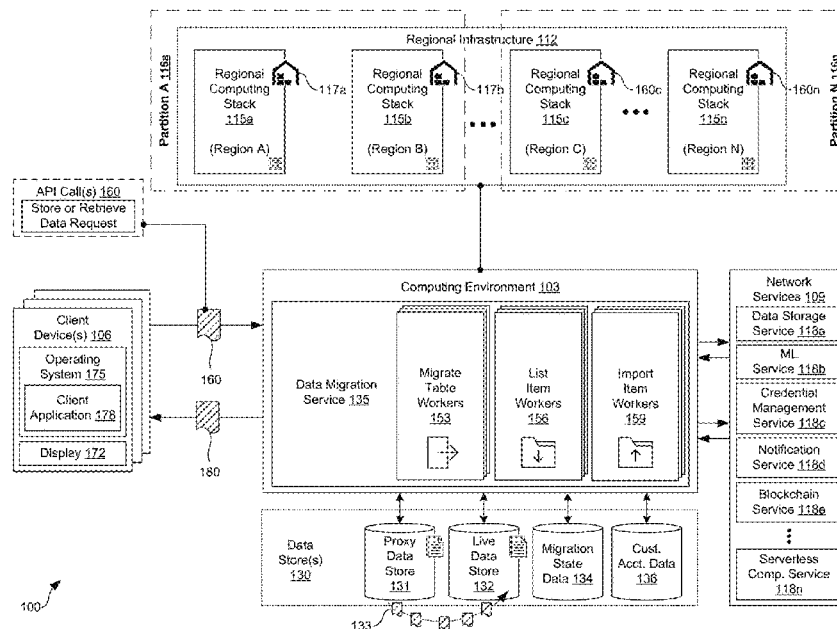 Regional Infrastructure 112
Partition A 116a
Partition N 116n
Regional Computing Stack 115a (Region A)
117a
Regional Computing Stack 115b (Region B)
117b
Regional Computing Stack 115c (Region C)
160c
Regional Computing Stack 115n (Region N)
160n
API Call(s) 160
Store or Retrieve Data Request
Client Device(s) 106
Operating System 175
Client Application 178
Display 172
160
180
Computing Environment 103
Data Migration Service 135
Migrate Table Workers 153
List Item Workers 156
Import Item Workers 159
Network Services 109
Data Storage Service 118a
ML Service 118b
Credential Management Service 118c
Notification Service 118d
Blockchain Service 118e
Serverless Comp. Service 118n
Data Store(s) 130
Proxy Data Store 131
Live Data Store 132
Migration State Data 134
Cust. Acct. Data 136
133
100